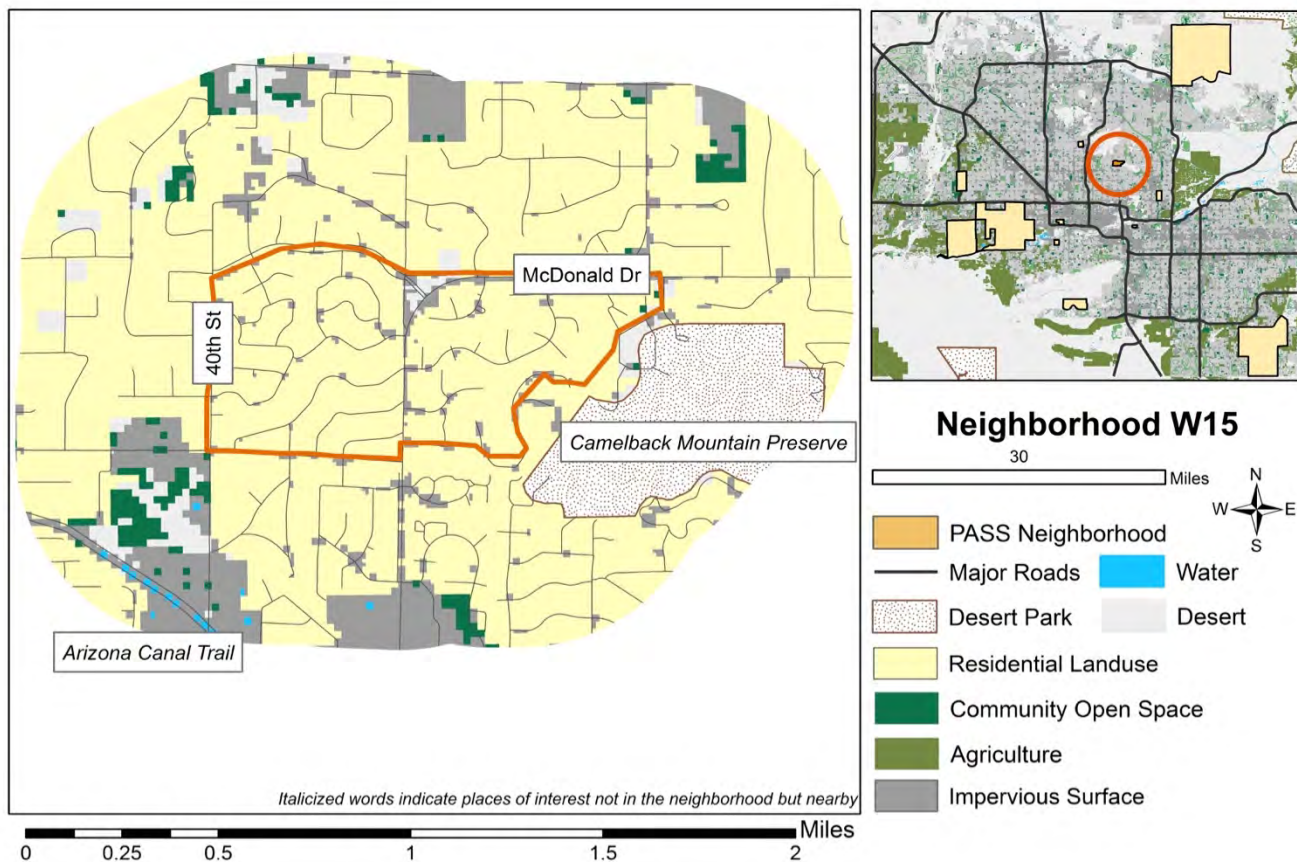 McDonald Dr
40th St
Camelback Mountain Preserve
Arizona Canal Trail
Italicized words indicate places of interest not in the neighborhood but nearby
Miles
0 0.25 0.5 1 1.5 2
Neighborhood W15
30
Miles
N
W E
S
PASS Neighborhood
Major Roads
Water
Desert Park
Desert
Residential Landuse
Community Open Space
Agriculture
Impervious Surface